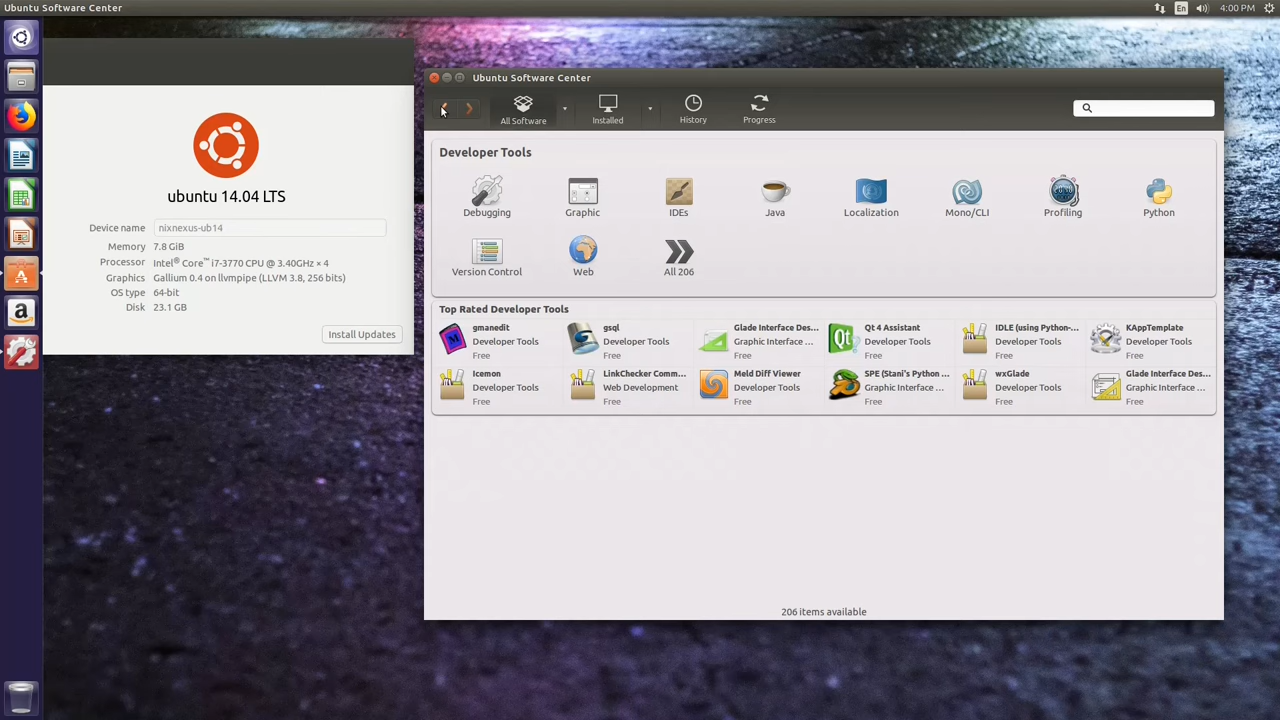 Ubuntu Software Center
En
4:00 PM
ubuntu 14.04 LTS
Device name nixnexus-ub14
Memory 7.8 GiB
Processor Intel® Core™ i7-3770 CPU @ 3.40GHz × 4
Graphics Gallium 0.4 on llvmpipe (LLVM 3.8, 256 bits)
OS type 64-bit
Disk 23.1 GB
Install Updates
Ubuntu Software Center
All Software Installed History Progress
Developer Tools
Debugging Graphic IDEs Java Localization Mono/CLI Profiling Python
Version Control Web All 206
Top Rated Developer Tools
gmanedit gsql Glade Interface Des... Qt 4 Assistant IDLE (using Python-... KAppTemplate
Developer Tools Developer Tools Graphic Interface ... Developer Tools Developer Tools Developer Tools
Free Free Free Free Free Free
Icemon LinkChecker Comm... Meld Diff Viewer SPE (Stani's Python ... wxGlade Glade Interface Des...
Developer Tools Web Development Developer Tools Graphic Interface ... Developer Tools Graphic Interface ...
Free Free Free Free Free Free
206 items available